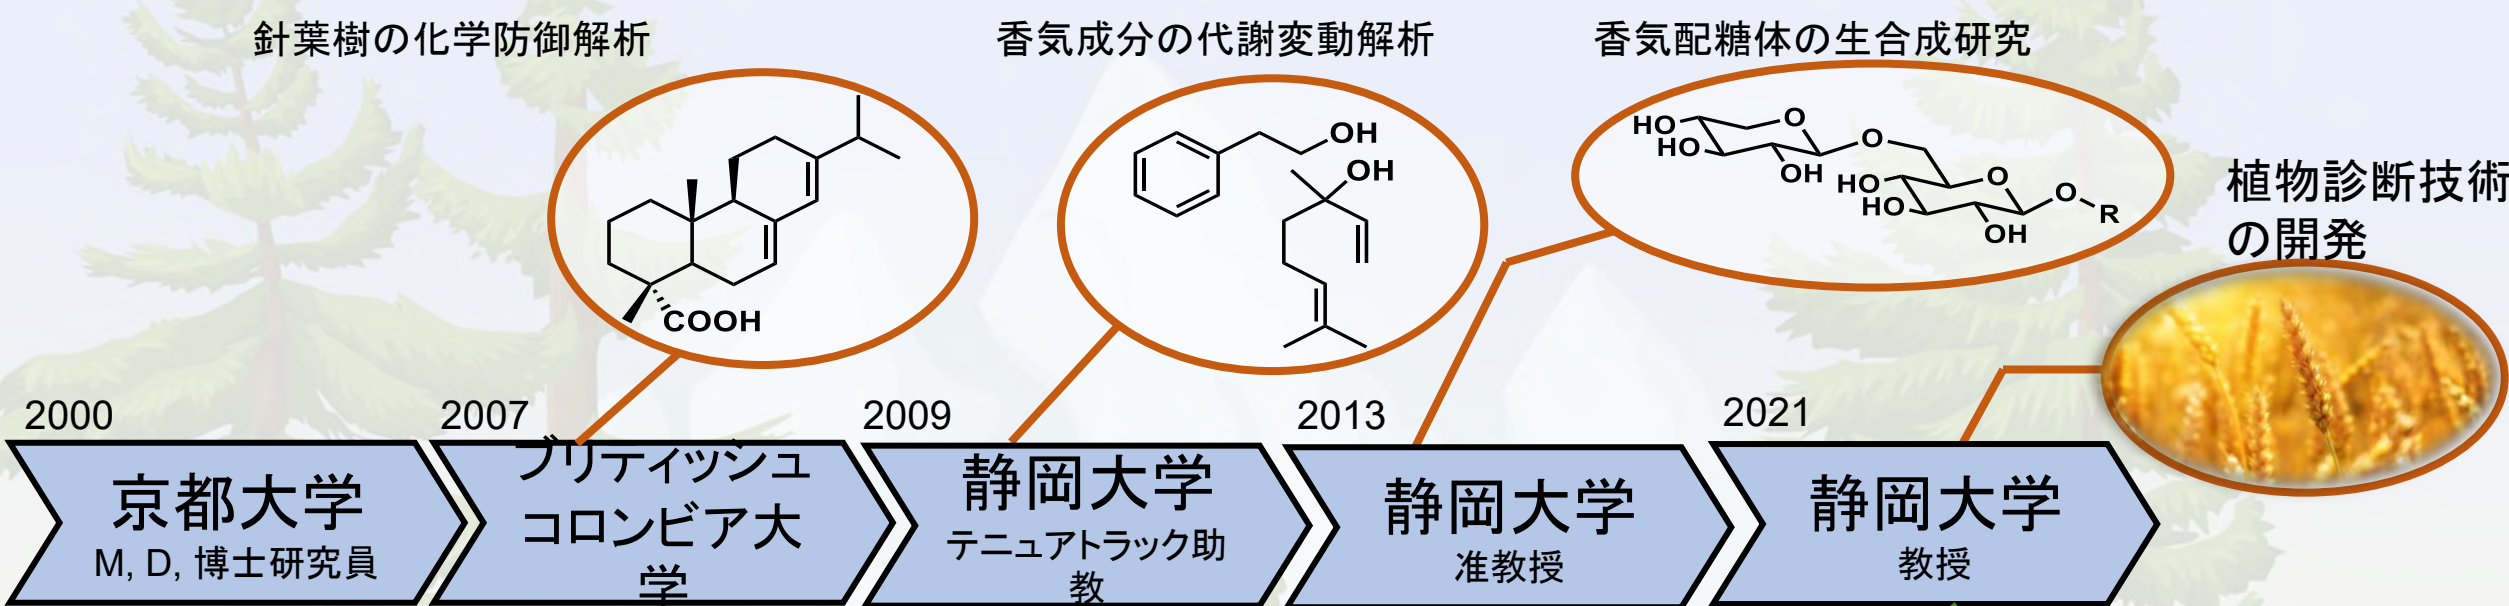 針葉樹の化学防御解析
香気成分の代謝変動解析
香気配糖体の生合成研究
植物診断技術
の開発
COOH
OH
OH
HO
HO
O
OH
O
HO
HO
O
OH
O
R
2000
2007
2009
2013
2021
京都大学
M, D, 博士研究員
ブリティッシュ
コロンビア大
学
静岡大学
テニュアトラック助
教
静岡大学
准教授
静岡大学
教授